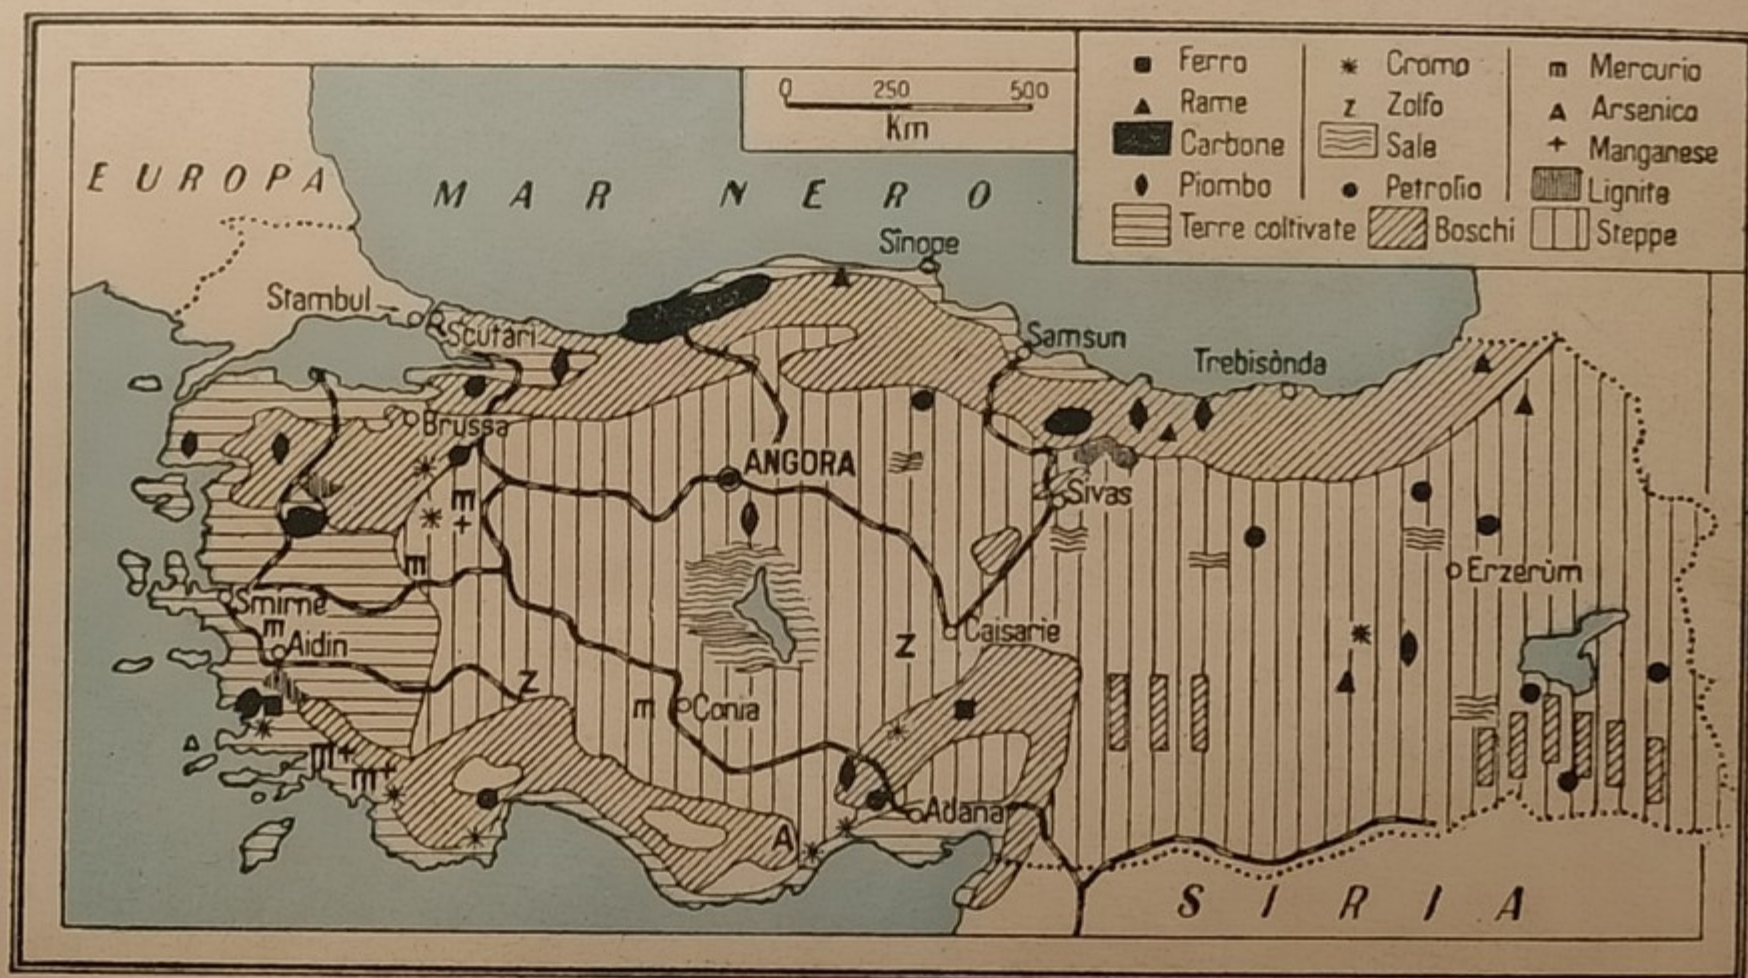 Ferro
Rame
Carbone
Piombo
Cromo
Zolfo
Sale
Petrolio
Mercurio
Arsenico
Manganese
Lignite
Terre coltivate
Boschi
Steppe
m
Z
A
+
0 250 500
Km
EUROPA
MAR NERO
Sinope
Stambul
Scutari
Samsun
Trebisònda
Brussa
ANGORA
m
+
Sivas
m
Erzerùm
Smirne
m
Aidin
Caisarie
Z
Z
m
Conia
m+
m+
Adana
A
SIRIA